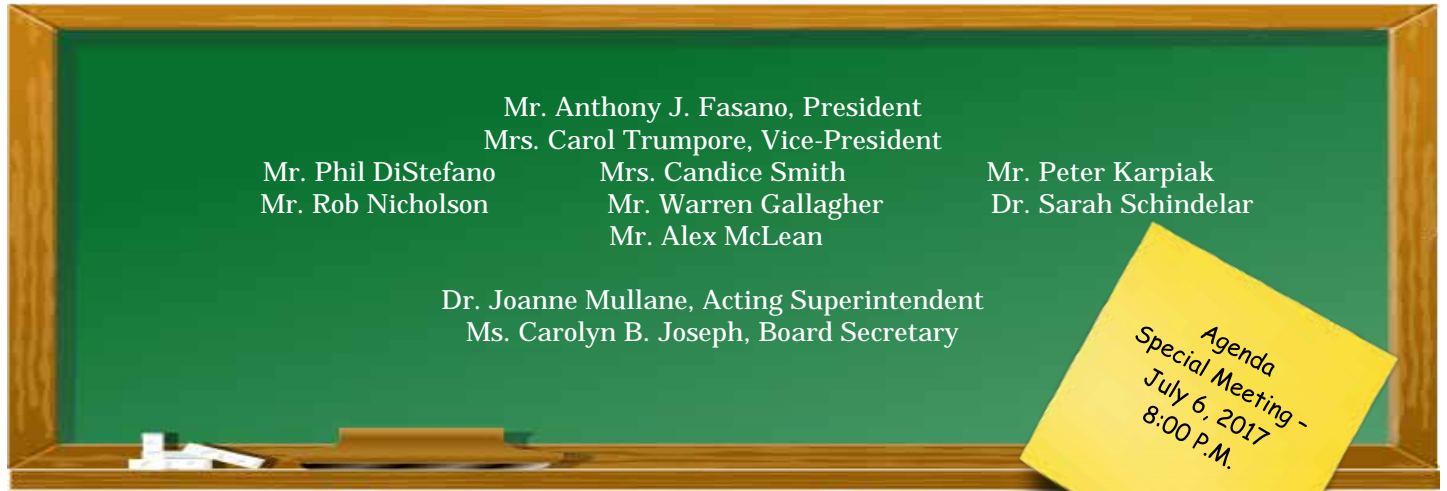 Mr. Anthony J. Fasano, President
Mrs. Carol Trumpore, Vice-President
Mr. Phil DiStefano Mrs. Candice Smith Mr. Peter Karpiak
Mr. Rob Nicholson Mr. Warren Gallagher Dr. Sarah Schindelar
Mr. Alex McLean
Dr. Joanne Mullane, Acting Superintendent
Ms. Carolyn B. Joseph, Board Secretary
Agenda
Special Meeting -
July 6, 2017
8:00 P.M.